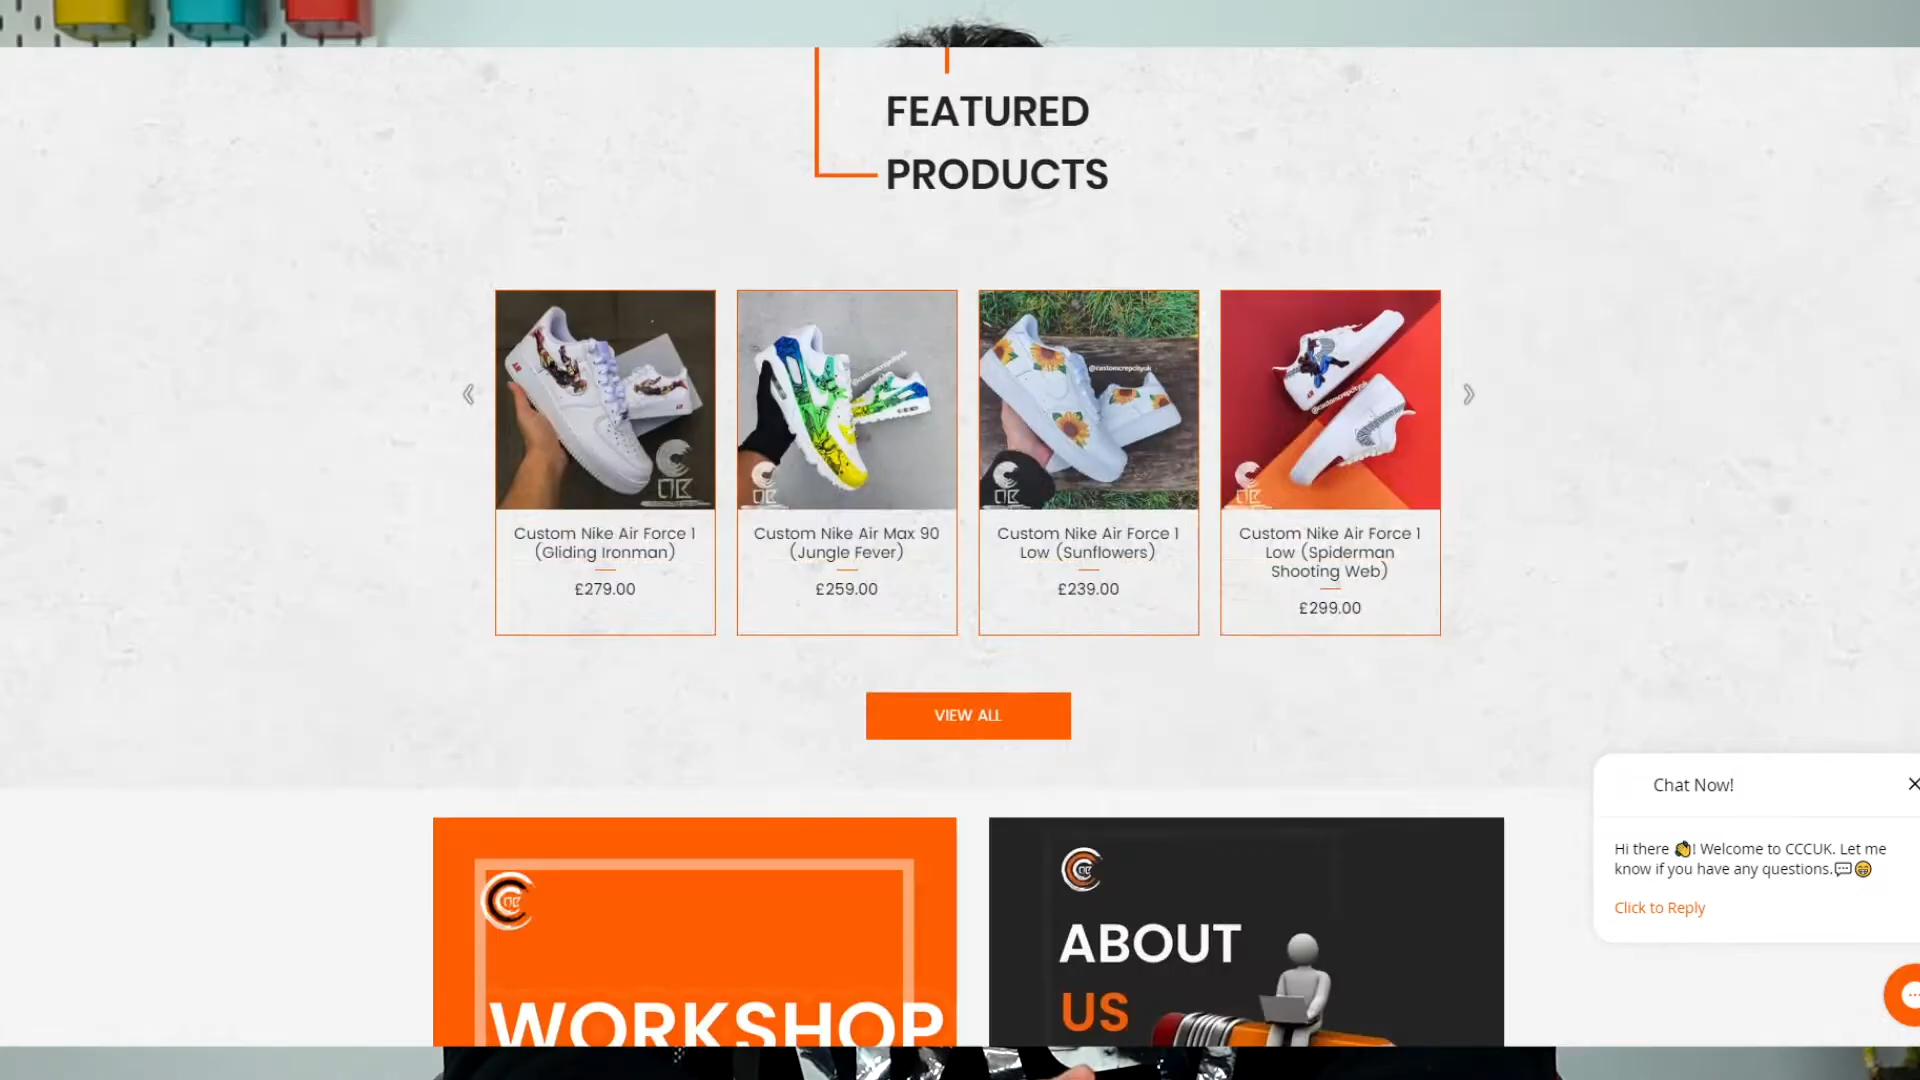 FEATURED
PRODUCTS
@customcrepcityuk
@customcrepcityuk
@customcrepcityuk
Custom Nike Air Force 1
(Gliding Ironman)
£279.00
Custom Nike Air Max 90
(Jungle Fever)
£259.00
Custom Nike Air Force 1
Low (Sunflowers)
£239.00
Custom Nike Air Force 1
Low (Spiderman
Shooting Web)
£299.00
VIEW ALL
Chat Now!
Hi there 👏! Welcome to CCCUK. Let me
know if you have any questions.💬😁
Click to Reply
WORKSHOP
ABOUT
US